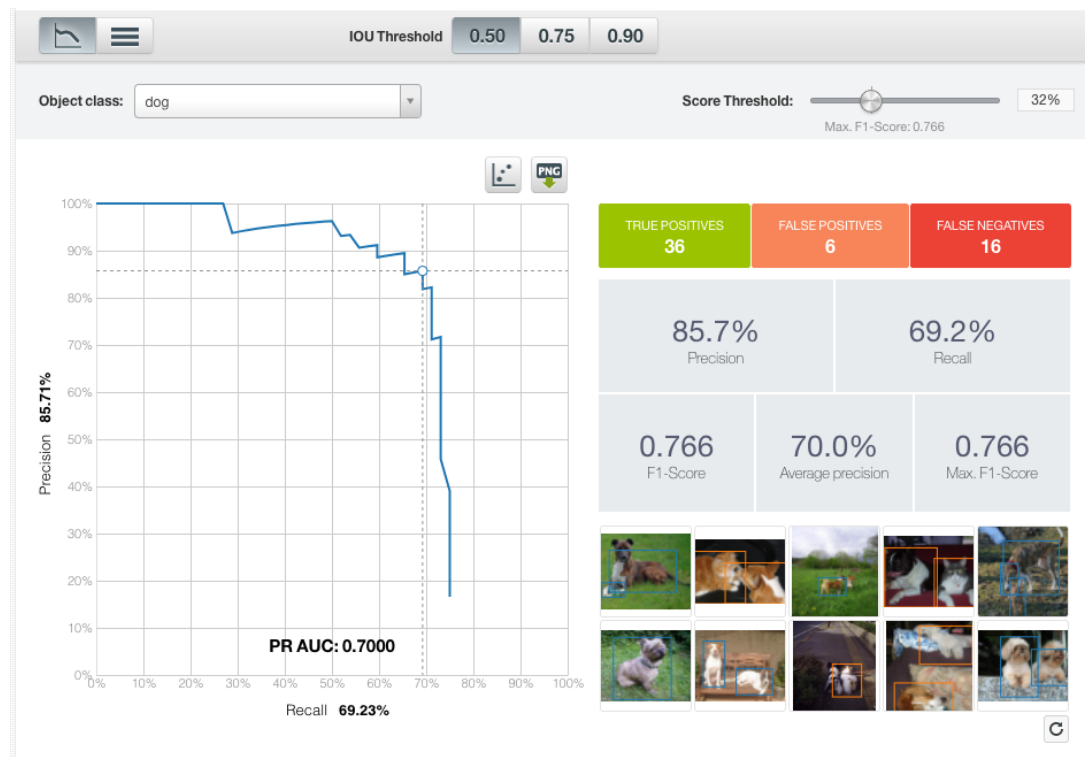 IOU Threshold 0.50 0.75 0.90
Object class: dog
Score Threshold: 32%
Max. F1-Score: 0.766
PNG
TRUE POSITIVES
36
FALSE POSITIVES
6
FALSE NEGATIVES
16
85.7%
Precision
69.2%
Recall
0.766
F1-Score
70.0%
Average precision
0.766
Max. F1-Score
100%
90%
80%
70%
60%
50%
40%
30%
20%
10%
0%
Precision 85.71%
PR AUC: 0.7000
0% 10% 20% 30% 40% 50% 60% 70% 80% 90% 100%
Recall 69.23%